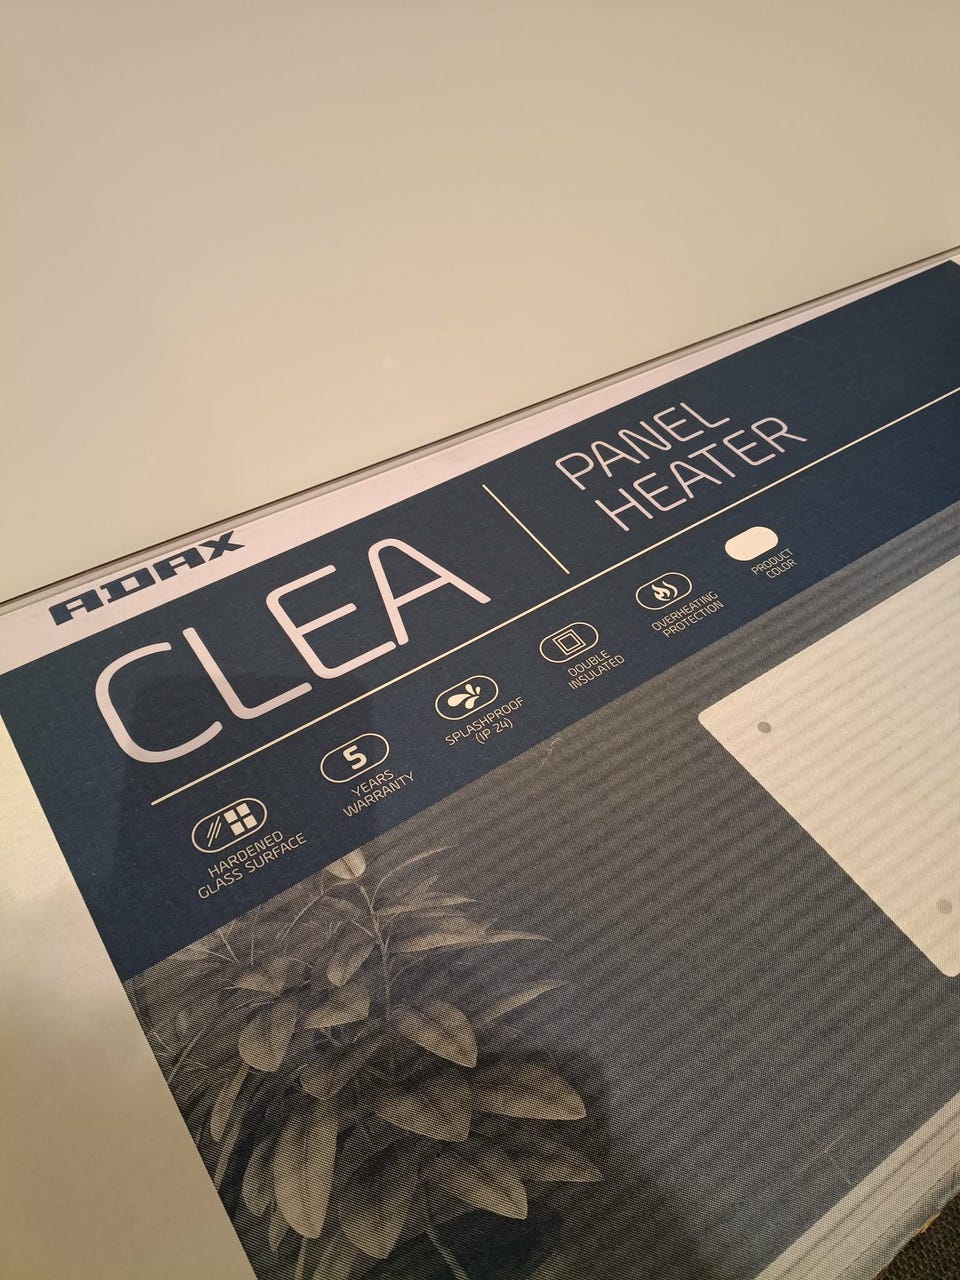 ADAX
CLEA
PANEL
HEATER
HARDENED
GLASS SURFACE
5
YEARS
WARRANTY
SPLASHPROOF
(IP 24)
DOUBLE
INSULATED
OVERHEATING
PROTECTION
PRODUCT
COLOR